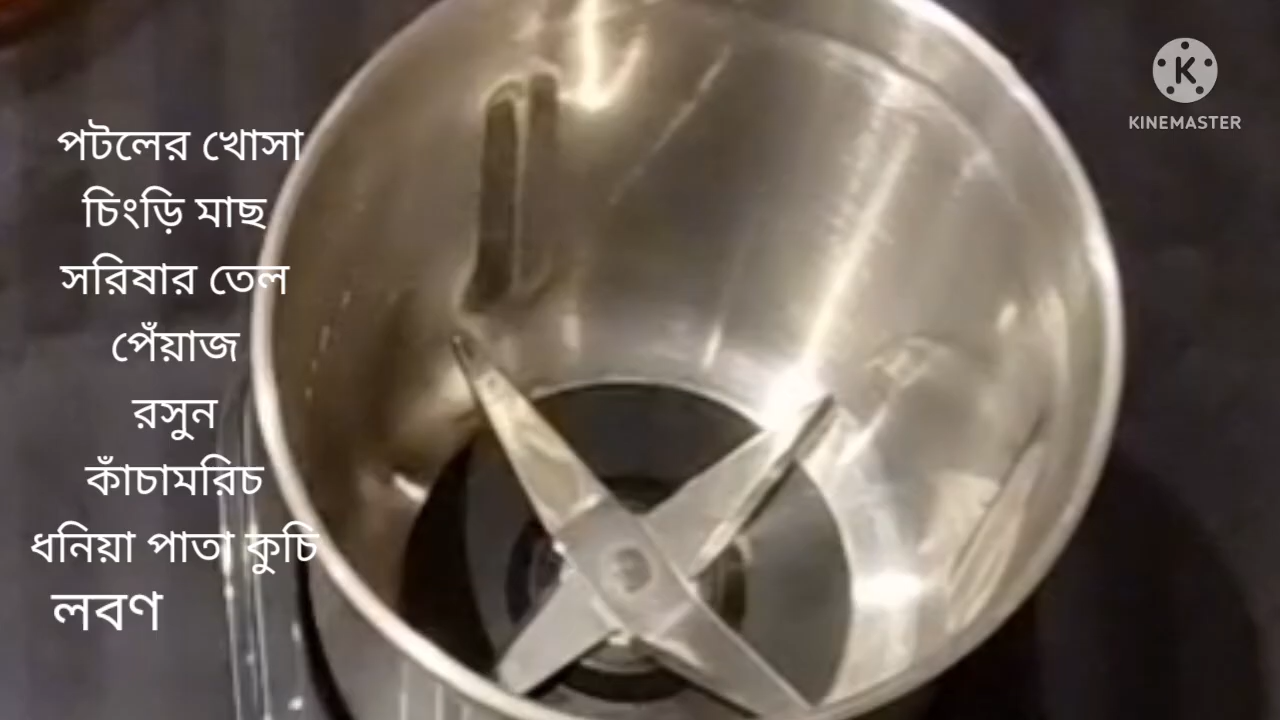 পটলের খোসা
চিংড়ি মাছ
সরিষার তেল
পেঁয়াজ
রসুন
কাঁচামরিচ
ধনিয়া পাতা কুচি
লবণ
K
KINEMASTER